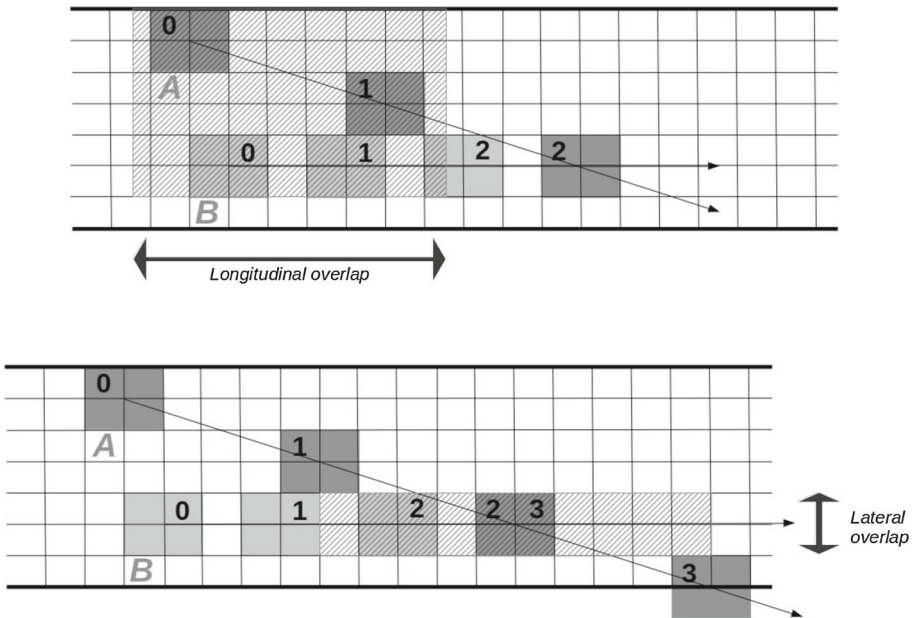 0
A
1
0 1 2 2
B
Longitudinal overlap
0
A
1
0 1 2 2 3
Lateral
overlap
B
3